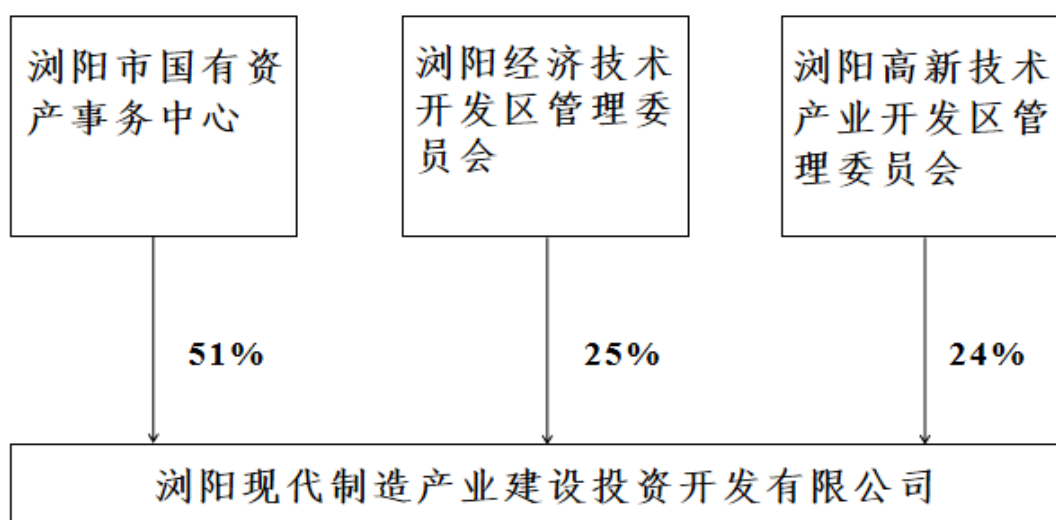 浏阳市国有资
产事务中心
浏阳经济技术
开发区管理委
员会
浏阳高新技术
产业开发区管
理委员会
51%
25%
24%
浏阳现代制造产业建设投资开发有限公司